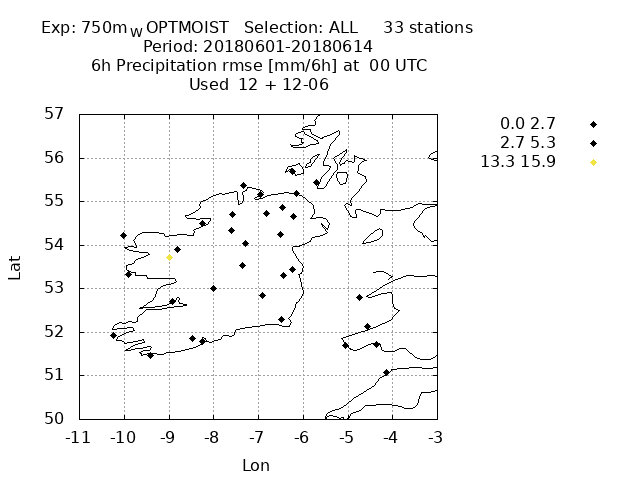 Exp: 750m_W OPTMOIST Selection: ALL 33 stations
Period: 20180601-20180614
6h Precipitation rmse [mm/6h] at 00 UTC
Used 12 + 12-06
0.0 2.7
2.7 5.3
13.3 15.9
57
56
55
54
53
52
51
50
Lat
-11 -10 -9 -8 -7 -6 -5 -4 -3
Lon